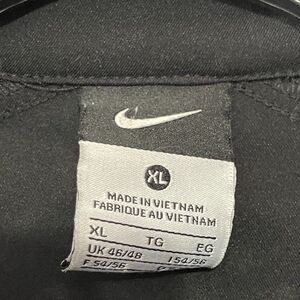 XL
MADE IN VIETNAM
FABRIQUE AU VIETNAM
XL TG EG
UK 46/48 I 54/56
F 54/56